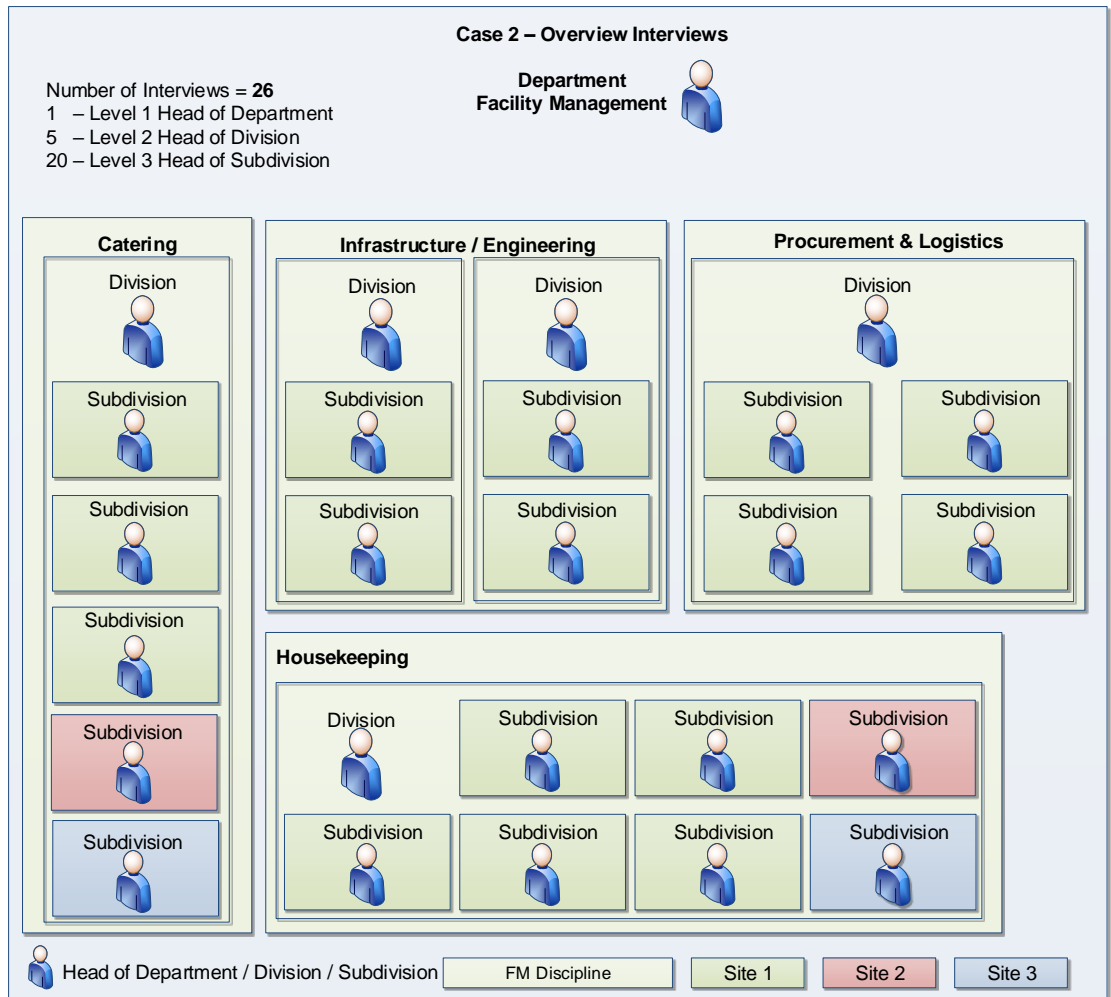 Case 2 – Overview Interviews
Department
Facility Management
Number of Interviews = 26
1 – Level 1 Head of Department
5 – Level 2 Head of Division
20 – Level 3 Head of Subdivision
Catering
Division
Subdivision
Subdivision
Subdivision
Subdivision
Subdivision
Infrastructure / Engineering
Division
Subdivision
Subdivision
Division
Subdivision
Subdivision
Procurement & Logistics
Division
Subdivision
Subdivision
Subdivision
Subdivision
Housekeeping
Division
Subdivision
Subdivision
Subdivision
Subdivision
Subdivision
Subdivision
Subdivision
Head of Department / Division / Subdivision
FM Discipline
Site 1
Site 2
Site 3